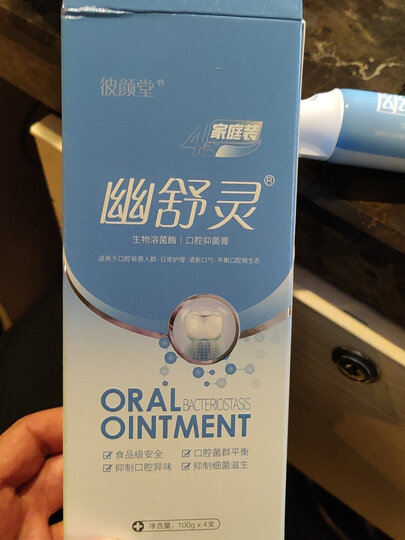 彼颜堂®
4支 家庭装
幽舒灵®
生物溶菌酶 | 口腔抑菌膏
适用于口腔易感人群·日常护理·清新口气·平衡口腔微生态
ORAL BACTERIOSTASIS
OINTMENT
食品级安全 口腔菌群平衡
抑制口腔异味 抑制细菌滋生
净含量：100g x 4支
幽